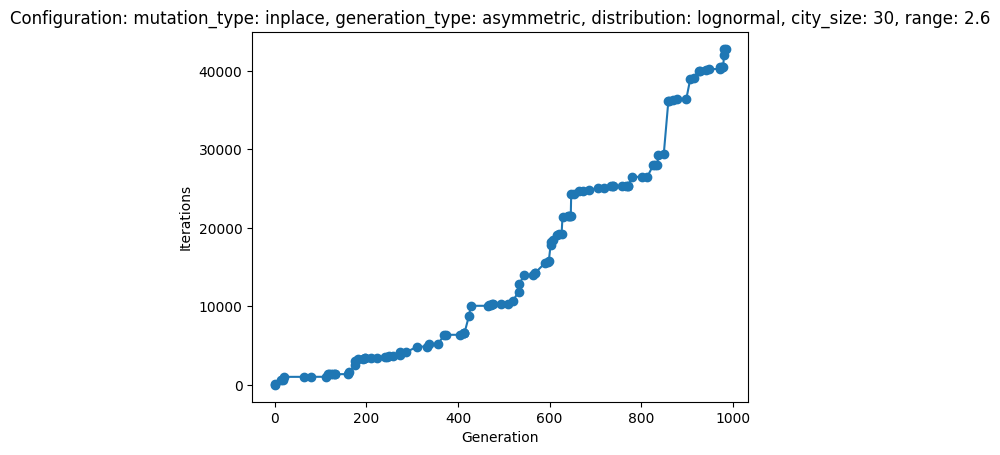 Configuration: mutation_type: inplace, generation_type: asymmetric, distribution: lognormal, city_size: 30, range: 2.6
40000
30000
20000
10000
0
Iterations
0 200 400 600 800 1000
Generation